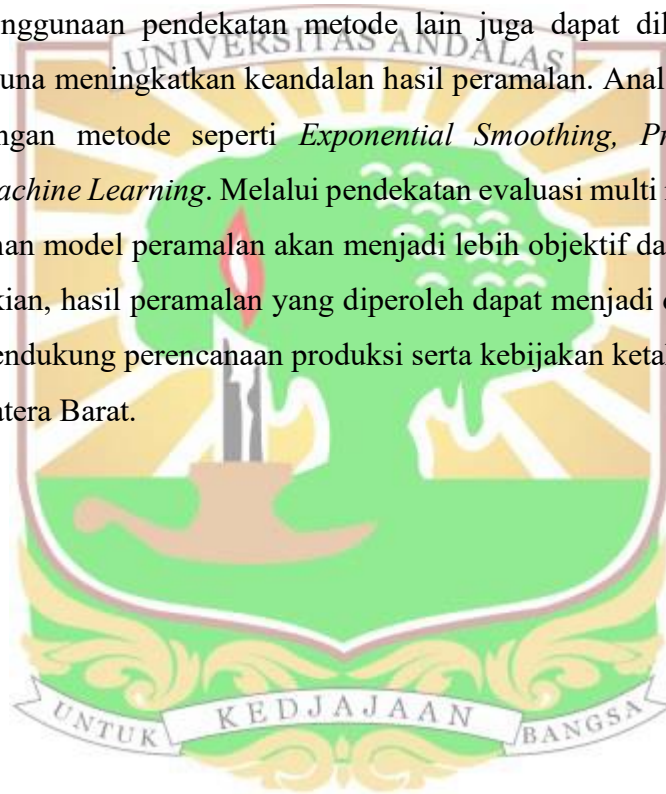 nggunaan pendekatan metode lain juga dapat di
UNIVERSITAS ANDALAS
una meningkatkan keandalan hasil peramalan. Anal
ngan metode seperti Exponential Smoothing, Pr
achine Learning. Melalui pendekatan evaluasi multi
han model peramalan akan menjadi lebih objektif da
kian, hasil peramalan yang diperoleh dapat menjadi
endukung perencanaan produksi serta kebijakan keta
atera Barat.
UNTUK KEDJAJAAN BANGSA